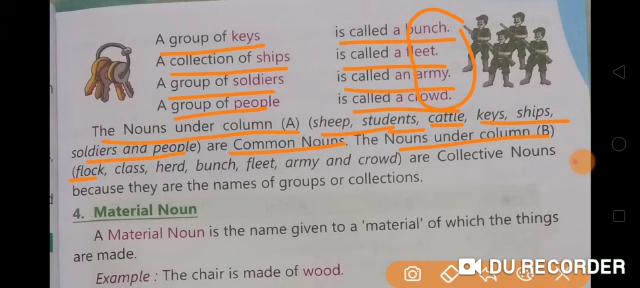 A group of keys is called a bunch.
A collection of ships is called a fleet.
A group of soldiers is called an army.
A group of people is called a crowd.
The Nouns under column (A) (sheep, students, cattle, keys, ships,
soldiers and people) are Common Nouns. The Nouns under column (B)
(flock, class, herd, bunch, fleet, army and crowd) are Collective Nouns
because they are the names of groups or collections.
4. Material Noun
A Material Noun is the name given to a 'material' of which the things
are made.
Example : The chair is made of wood.
DU RECORDER